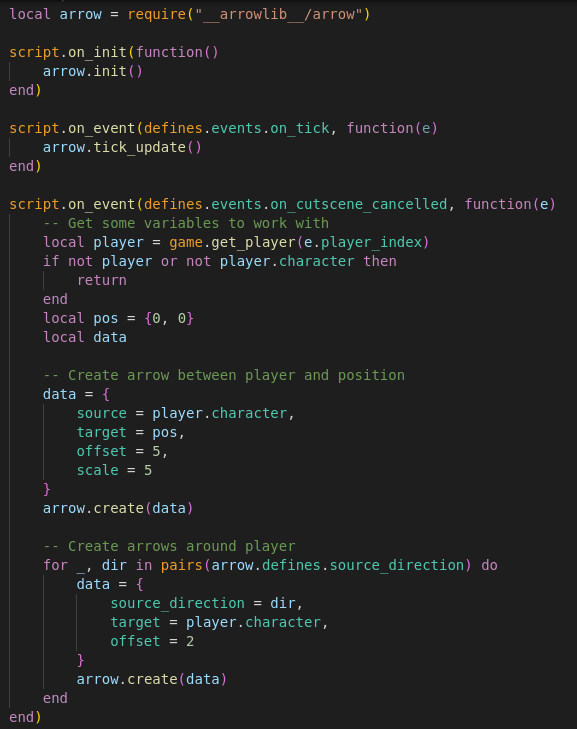 local arrow = require("__arrowlib__/arrow")

script.on_init(function()
    arrow.init()
end)

script.on_event(defines.events.on_tick, function(e)
    arrow.tick_update()
end)

script.on_event(defines.events.on_cutscene_cancelled, function(e)
    -- Get some variables to work with
    local player = game.get_player(e.player_index)
    if not player or not player.character then
        return
    end
    local pos = {0, 0}
    local data

    -- Create arrow between player and position
    data = {
        source = player.character,
        target = pos,
        offset = 5,
        scale = 5
    }
    arrow.create(data)

    -- Create arrows around player
    for _, dir in pairs(arrow.defines.source_direction) do
        data = {
            source_direction = dir,
            target = player.character,
            offset = 2
        }
        arrow.create(data)
    end
end)